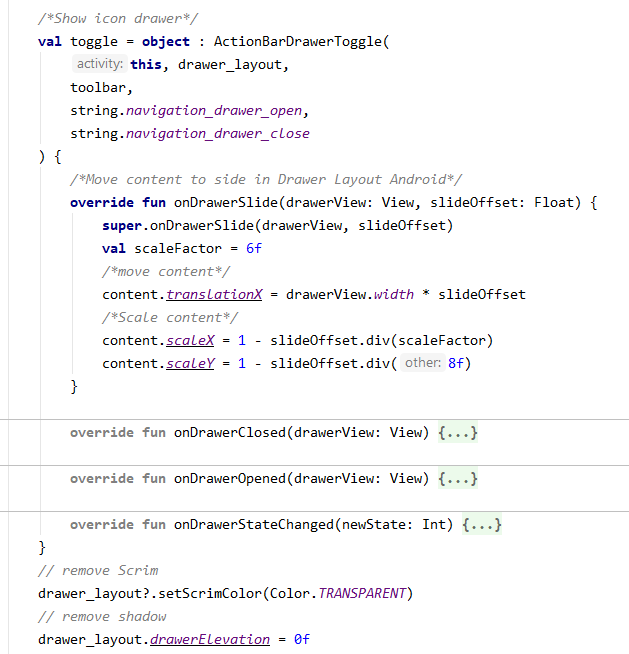 /*Show icon drawer*/
val toggle = object : ActionBarDrawerToggle(
activity: this, drawer_layout,
toolbar,
string.navigation_drawer_open,
string.navigation_drawer_close
) {
/*Move content to side in Drawer Layout Android*/
override fun onDrawerSlide(drawerView: View, slideOffset: Float) {
super.onDrawerSlide(drawerView, slideOffset)
val scaleFactor = 6f
/*move content*/
content.translationX = drawerView.width * slideOffset
/*Scale content*/
content.scaleX = 1 - slideOffset.div(scaleFactor)
content.scaleY = 1 - slideOffset.div( other: 8f)
}
override fun onDrawerClosed(drawerView: View) {...}
override fun onDrawerOpened(drawerView: View) {...}
override fun onDrawerStateChanged(newState: Int) {...}
}
// remove Scrim
drawer_layout?.setScrimColor(Color.TRANSPARENT)
// remove shadow
drawer_layout.drawerElevation = 0f